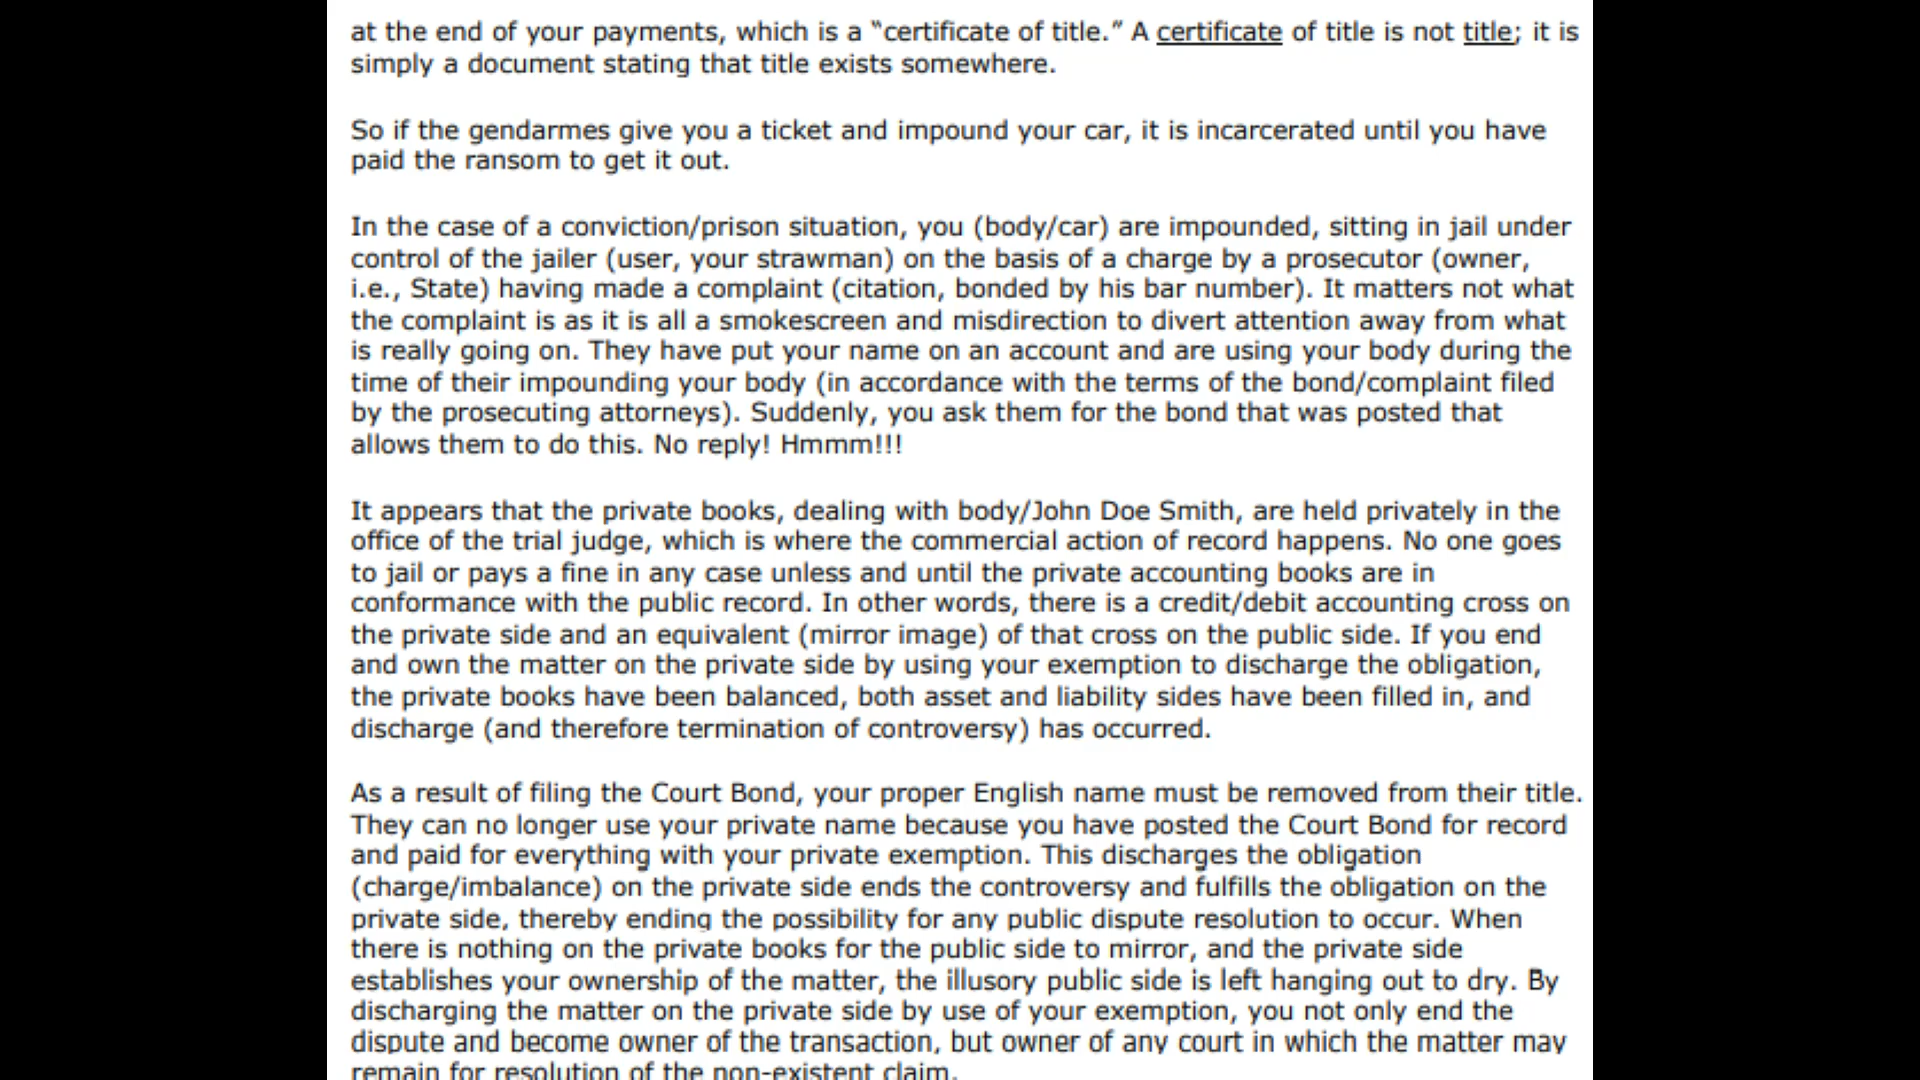 at the end of your payments, which is a “certificate of title.” A certificate of title is not title; it is
simply a document stating that title exists somewhere.
So if the gendarmes give you a ticket and impound your car, it is incarcerated until you have
paid the ransom to get it out.
In the case of a conviction/prison situation, you (body/car) are impounded, sitting in jail under
control of the jailer (user, your strawman) on the basis of a charge by a prosecutor (owner,
i.e., State) having made a complaint (citation, bonded by his bar number). It matters not what
the complaint is as it is all a smokescreen and misdirection to divert attention away from what
is really going on. They have put your name on an account and are using your body during the
time of their impounding your body (in accordance with the terms of the bond/complaint filed
by the prosecuting attorneys). Suddenly, you ask them for the bond that was posted that
allows them to do this. No reply! Hmmm!!!
It appears that the private books, dealing with body/John Doe Smith, are held privately in the
office of the trial judge, which is where the commercial action of record happens. No one goes
to jail or pays a fine in any case unless and until the private accounting books are in
conformance with the public record. In other words, there is a credit/debit accounting cross on
the private side and an equivalent (mirror image) of that cross on the public side. If you end
and own the matter on the private side by using your exemption to discharge the obligation,
the private books have been balanced, both asset and liability sides have been filled in, and
discharge (and therefore termination of controversy) has occurred.
As a result of filing the Court Bond, your proper English name must be removed from their title.
They can no longer use your private name because you have posted the Court Bond for record
and paid for everything with your private exemption. This discharges the obligation
(charge/imbalance) on the private side ends the controversy and fulfills the obligation on the
private side, thereby ending the possibility for any public dispute resolution to occur. When
there is nothing on the private books for the public side to mirror, and the private side
establishes your ownership of the matter, the illusory public side is left hanging out to dry. By
discharging the matter on the private side by use of your exemption, you not only end the
dispute and become owner of the transaction, but owner of any court in which the matter may
remain for resolution of the non-existent claim.